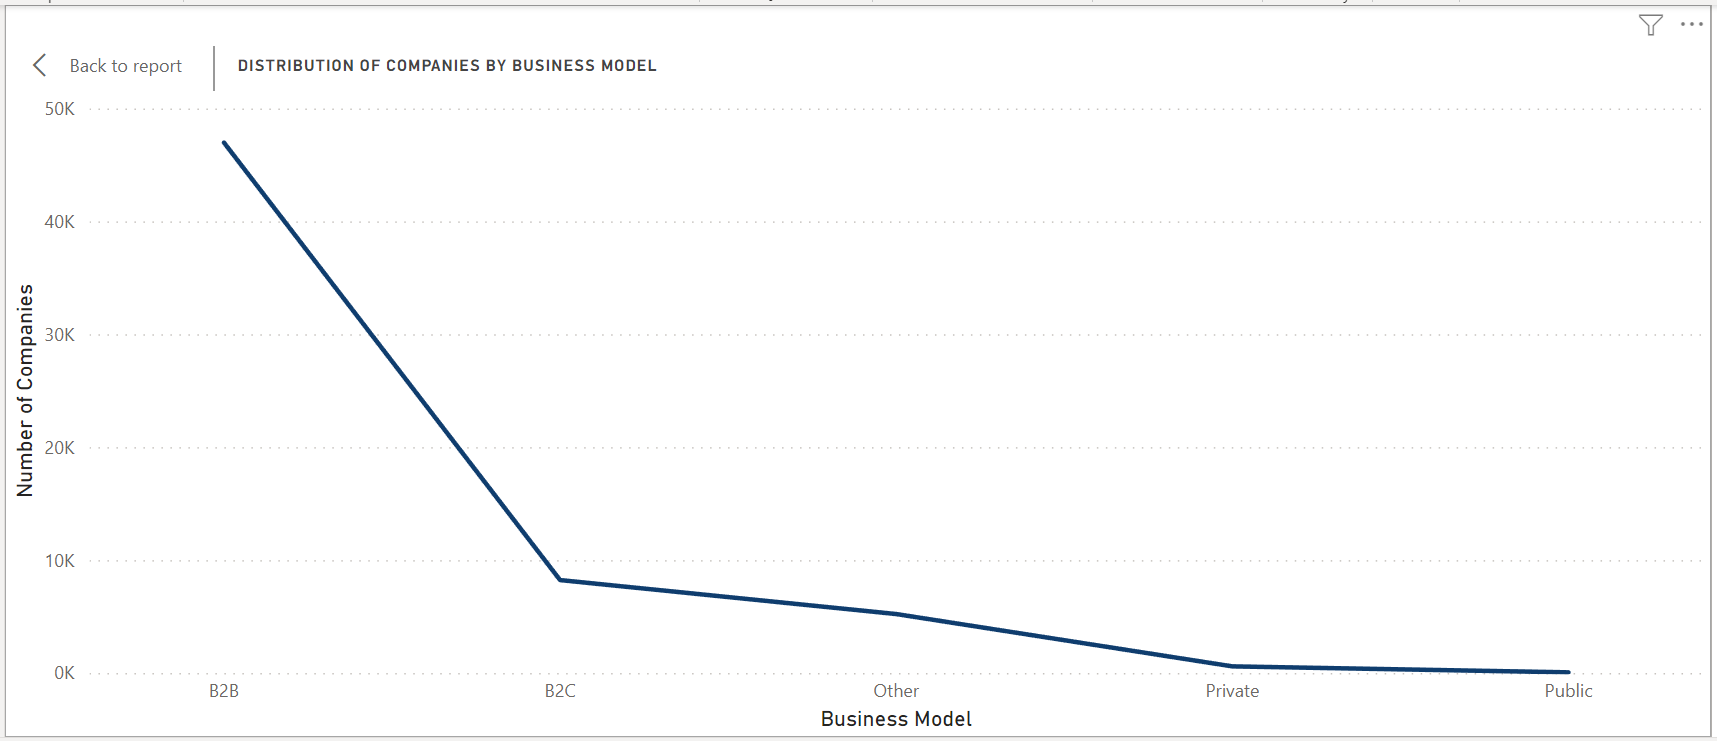 Back to report
DISTRIBUTION OF COMPANIES BY BUSINESS MODEL
50K
40K
30K
20K
10K
0K
Number of Companies
B2B B2C Other Private Public
Business Model